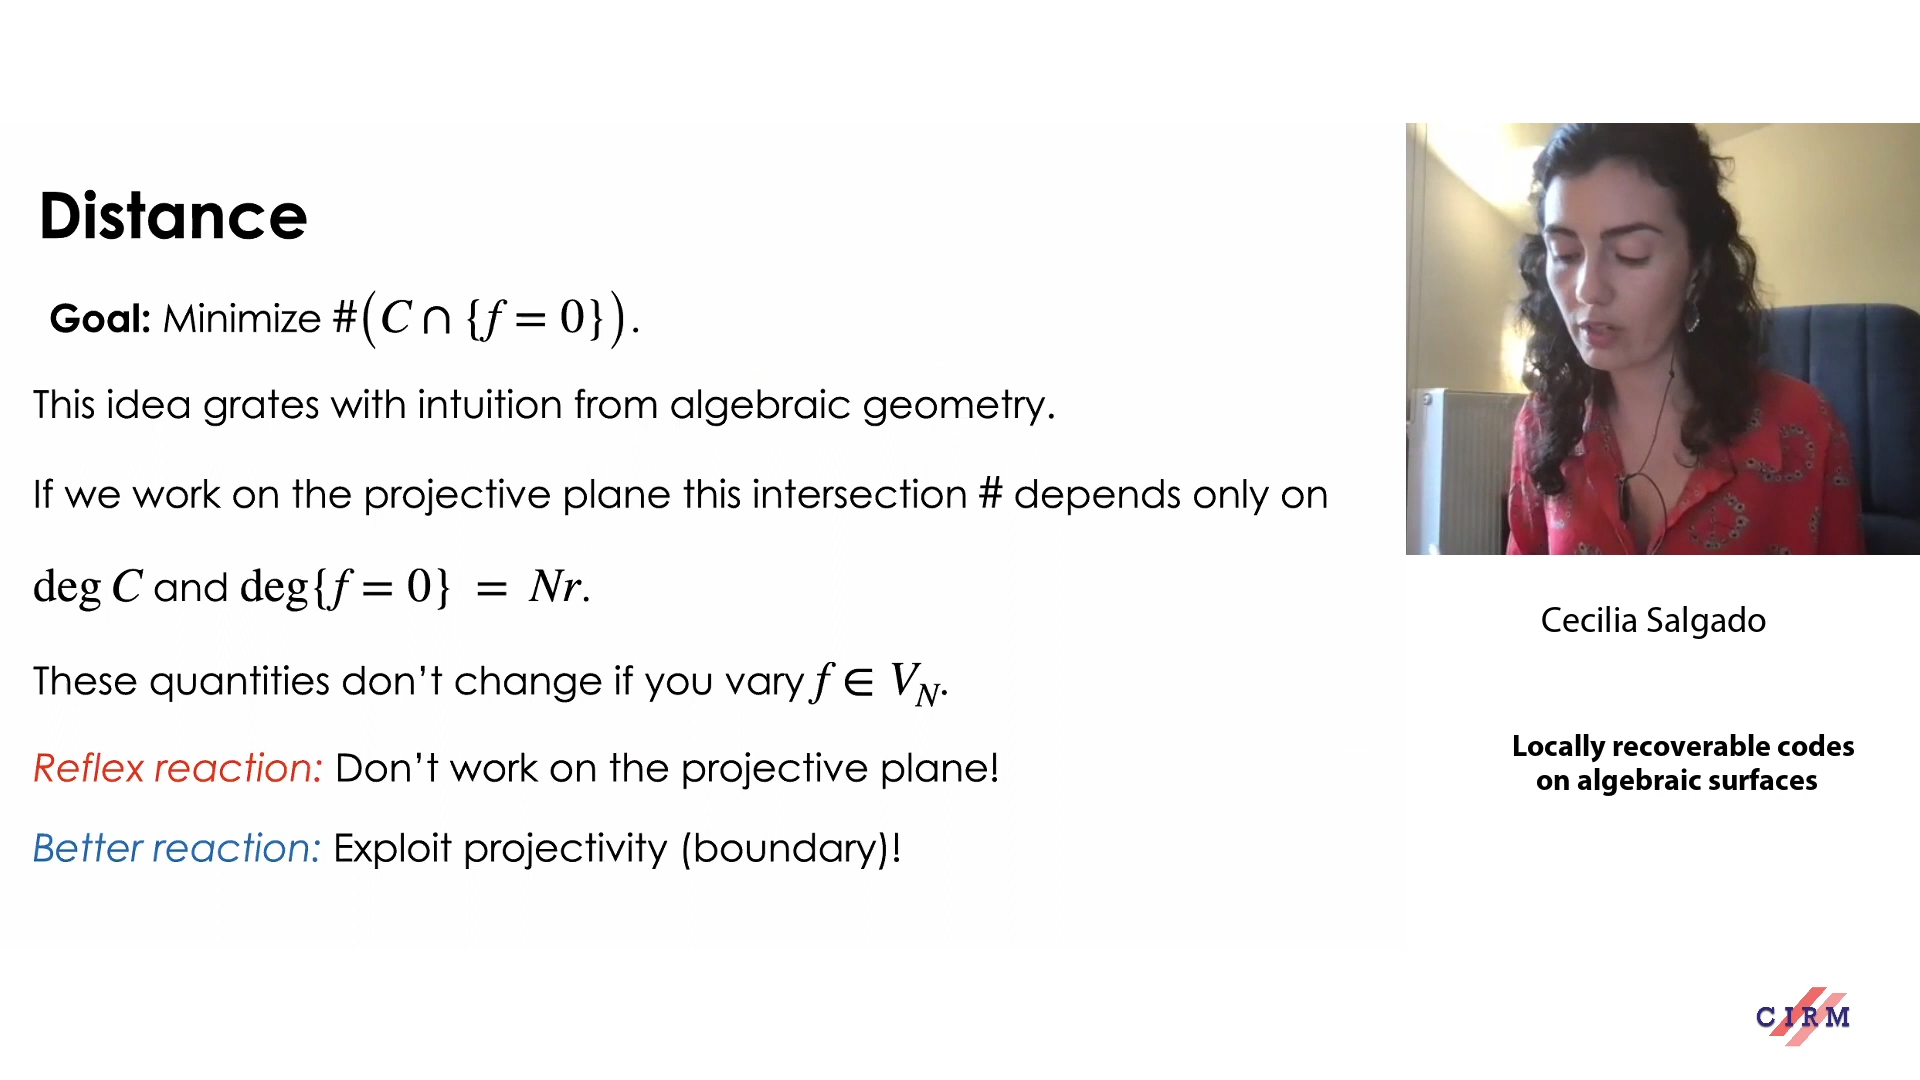 Distance
Goal: Minimize #(C ∩ {f = 0}).
This idea grates with intuition from algebraic geometry.
If we work on the projective plane this intersection # depends only on
deg C and deg{f = 0} = Nr.
These quantities don't change if you vary f ∈ V_N.
Reflex reaction: Don't work on the projective plane!
Better reaction: Exploit projectivity (boundary)!
Cecilia Salgado
Locally recoverable codes
on algebraic surfaces
CIRM